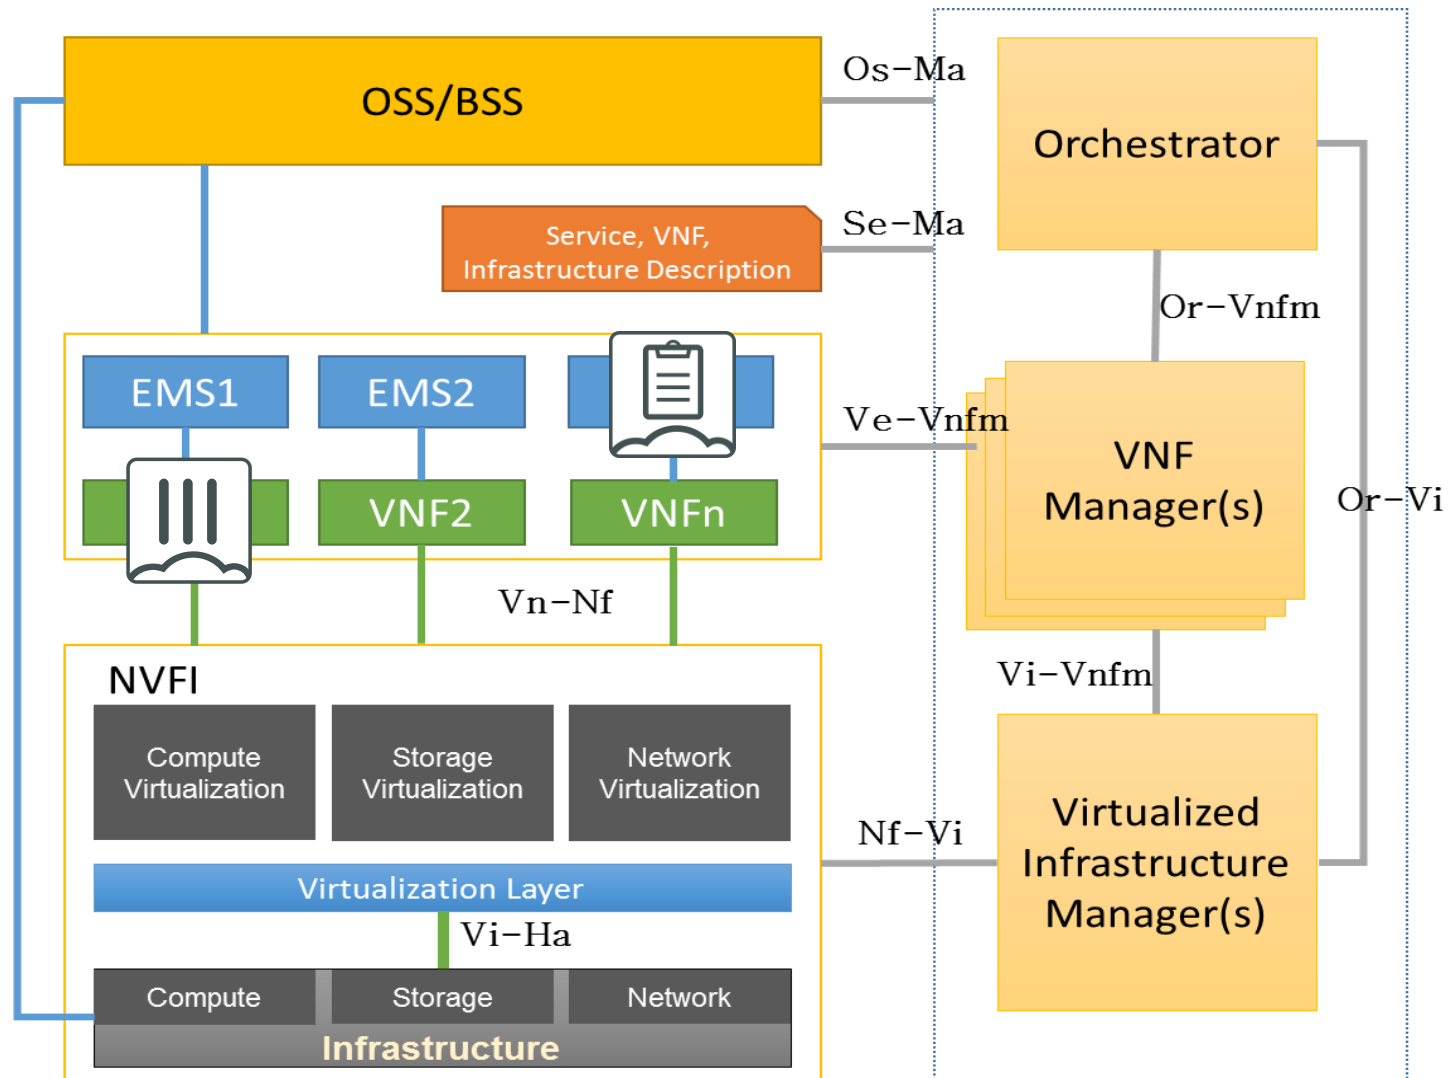 OSS/BSS
Os-Ma
Orchestrator
Service, VNF,
Infrastructure Description
Se-Ma
Or-Vnfm
EMS1
EMS2
Ve-Vnfm
VNF
Manager(s)
Or-Vi
VNF2
VNFn
Vn-Nf
Vi-Vnfm
NVFI
Compute
Virtualization
Storage
Virtualization
Network
Virtualization
Nf-Vi
Virtualized
Infrastructure
Manager(s)
Virtualization Layer
Vi-Ha
Compute
Storage
Network
Infrastructure